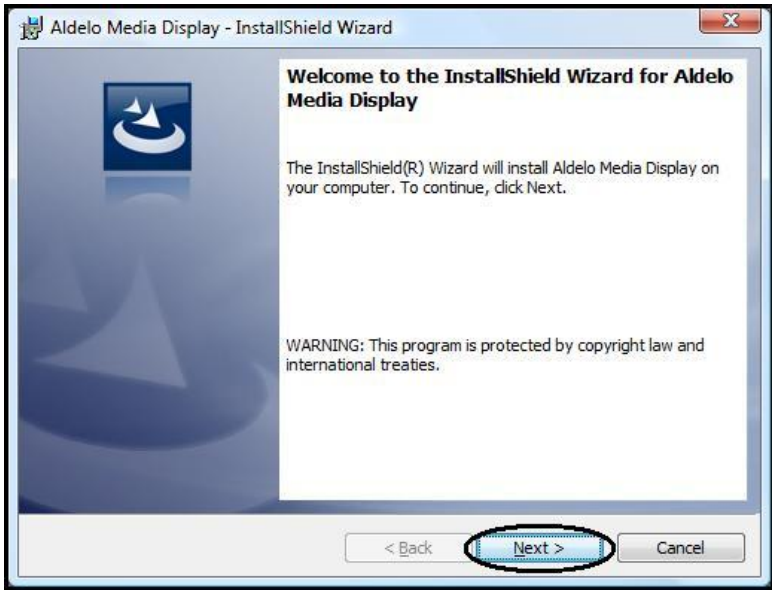 Aldelo Media Display - InstallShield Wizard
X
Welcome to the InstallShield Wizard for Aldelo
Media Display
The InstallShield(R) Wizard will install Aldelo Media Display on
your computer. To continue, click Next.
WARNING: This program is protected by copyright law and
international treaties.
< Back Next > Cancel